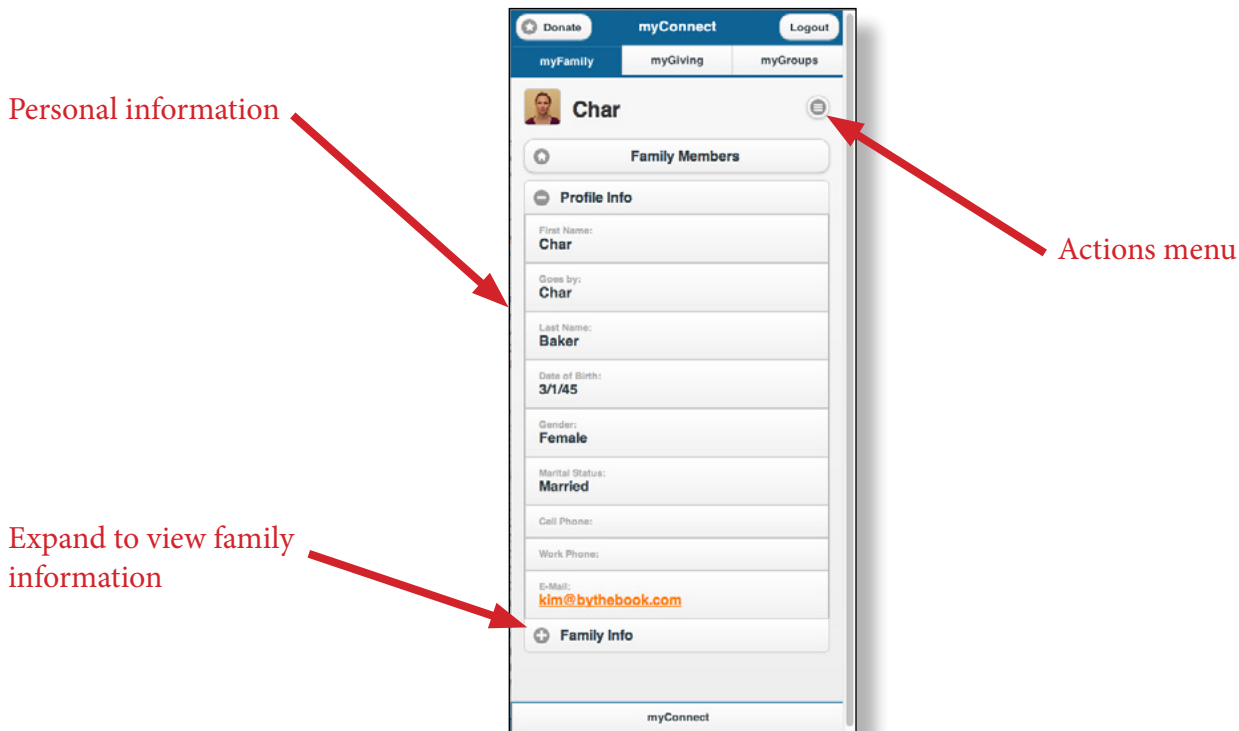 Donate
myConnect
Logout
myFamily
myGiving
myGroups
Personal information
Char
Family Members
Profile Info
First Name:
Char
Goes by:
Char
Actions menu
Last Name:
Baker
Date of Birth:
3/1/45
Gender:
Female
Marital Status:
Married
Cell Phone:
Work Phone:
Expand to view family
information
E-Mail:
kim@bythebook.com
Family Info
myConnect